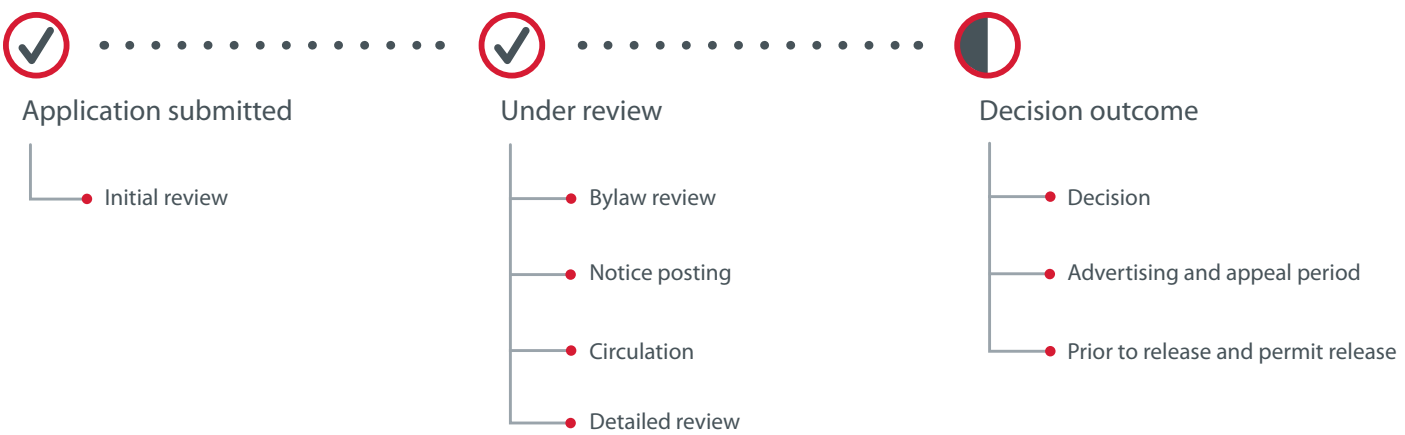 Application submitted
Initial review
Under review
Bylaw review
Notice posting
Circulation
Detailed review
Decision outcome
Decision
Advertising and appeal period
Prior to release and permit release